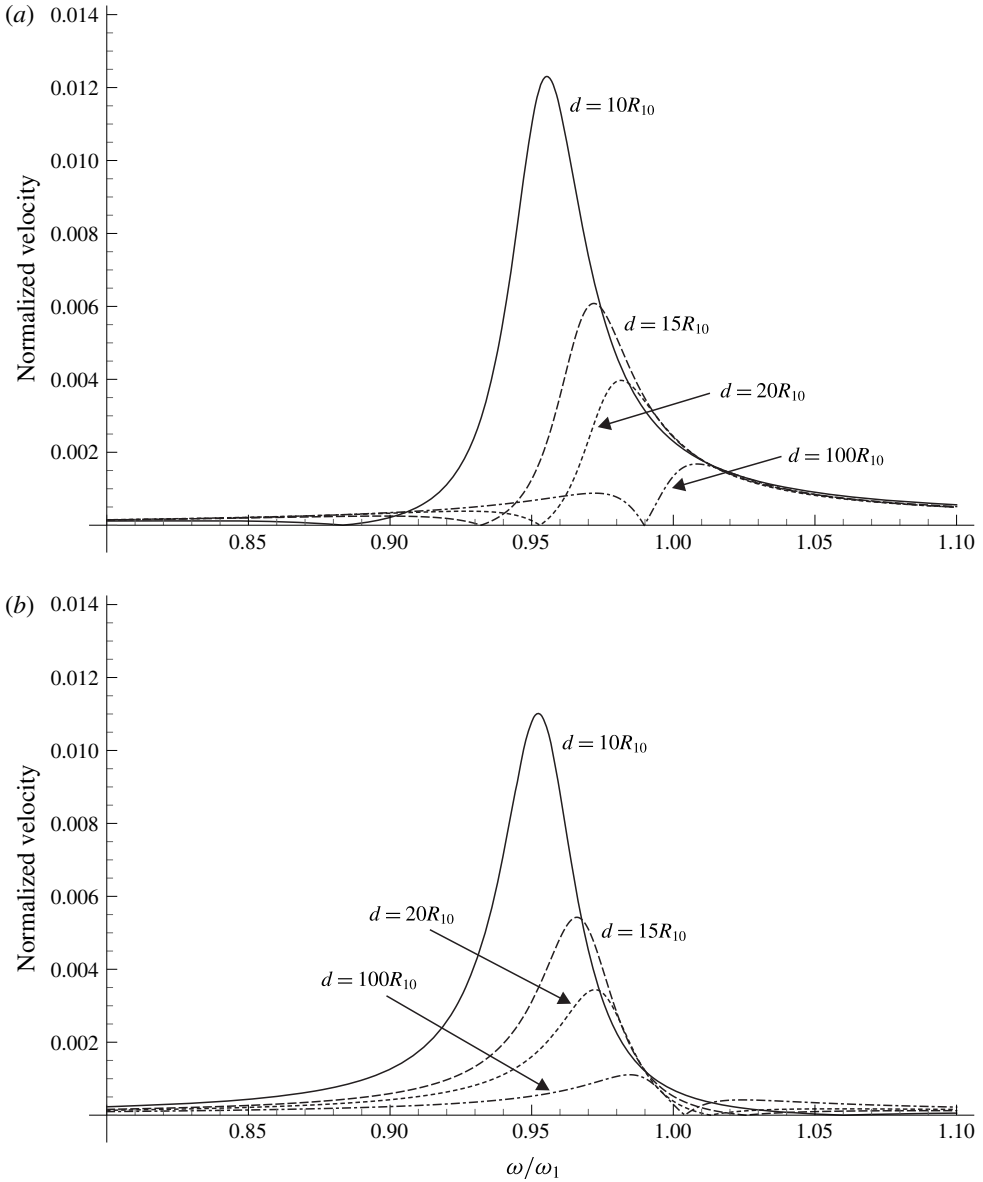 (a)
0.014
0.012
0.010
0.008
0.006
0.004
0.002
Normalized velocity
d = 10R₁₀
d = 15R₁₀
d = 20R₁₀
d = 100R₁₀
0.85 0.90 0.95 1.00 1.05 1.10
(b)
0.014
0.012
0.010
0.008
0.006
0.004
0.002
Normalized velocity
d = 10R₁₀
d = 20R₁₀
d = 15R₁₀
d = 100R₁₀
0.85 0.90 0.95 1.00 1.05 1.10
ω/ω₁